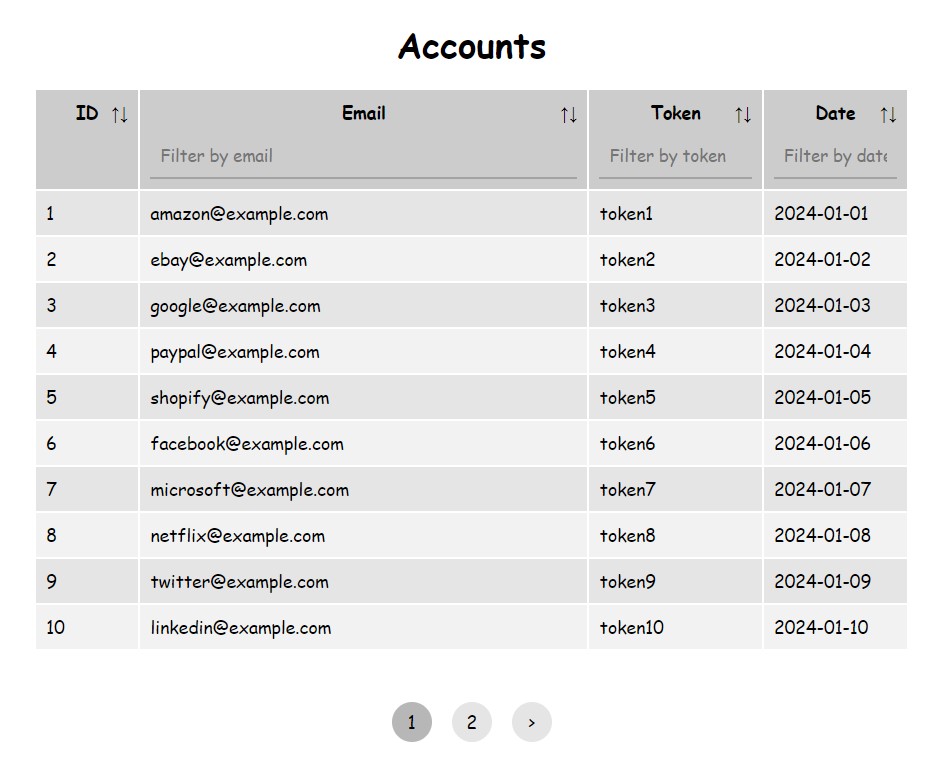 Accounts
ID ↑↓ Email ↑↓ Token ↑↓ Date ↑↓
Filter by email Filter by token Filter by date
1 amazon@example.com token1 2024-01-01
2 ebay@example.com token2 2024-01-02
3 google@example.com token3 2024-01-03
4 paypal@example.com token4 2024-01-04
5 shopify@example.com token5 2024-01-05
6 facebook@example.com token6 2024-01-06
7 microsoft@example.com token7 2024-01-07
8 netflix@example.com token8 2024-01-08
9 twitter@example.com token9 2024-01-09
10 linkedin@example.com token10 2024-01-10
1 2 >